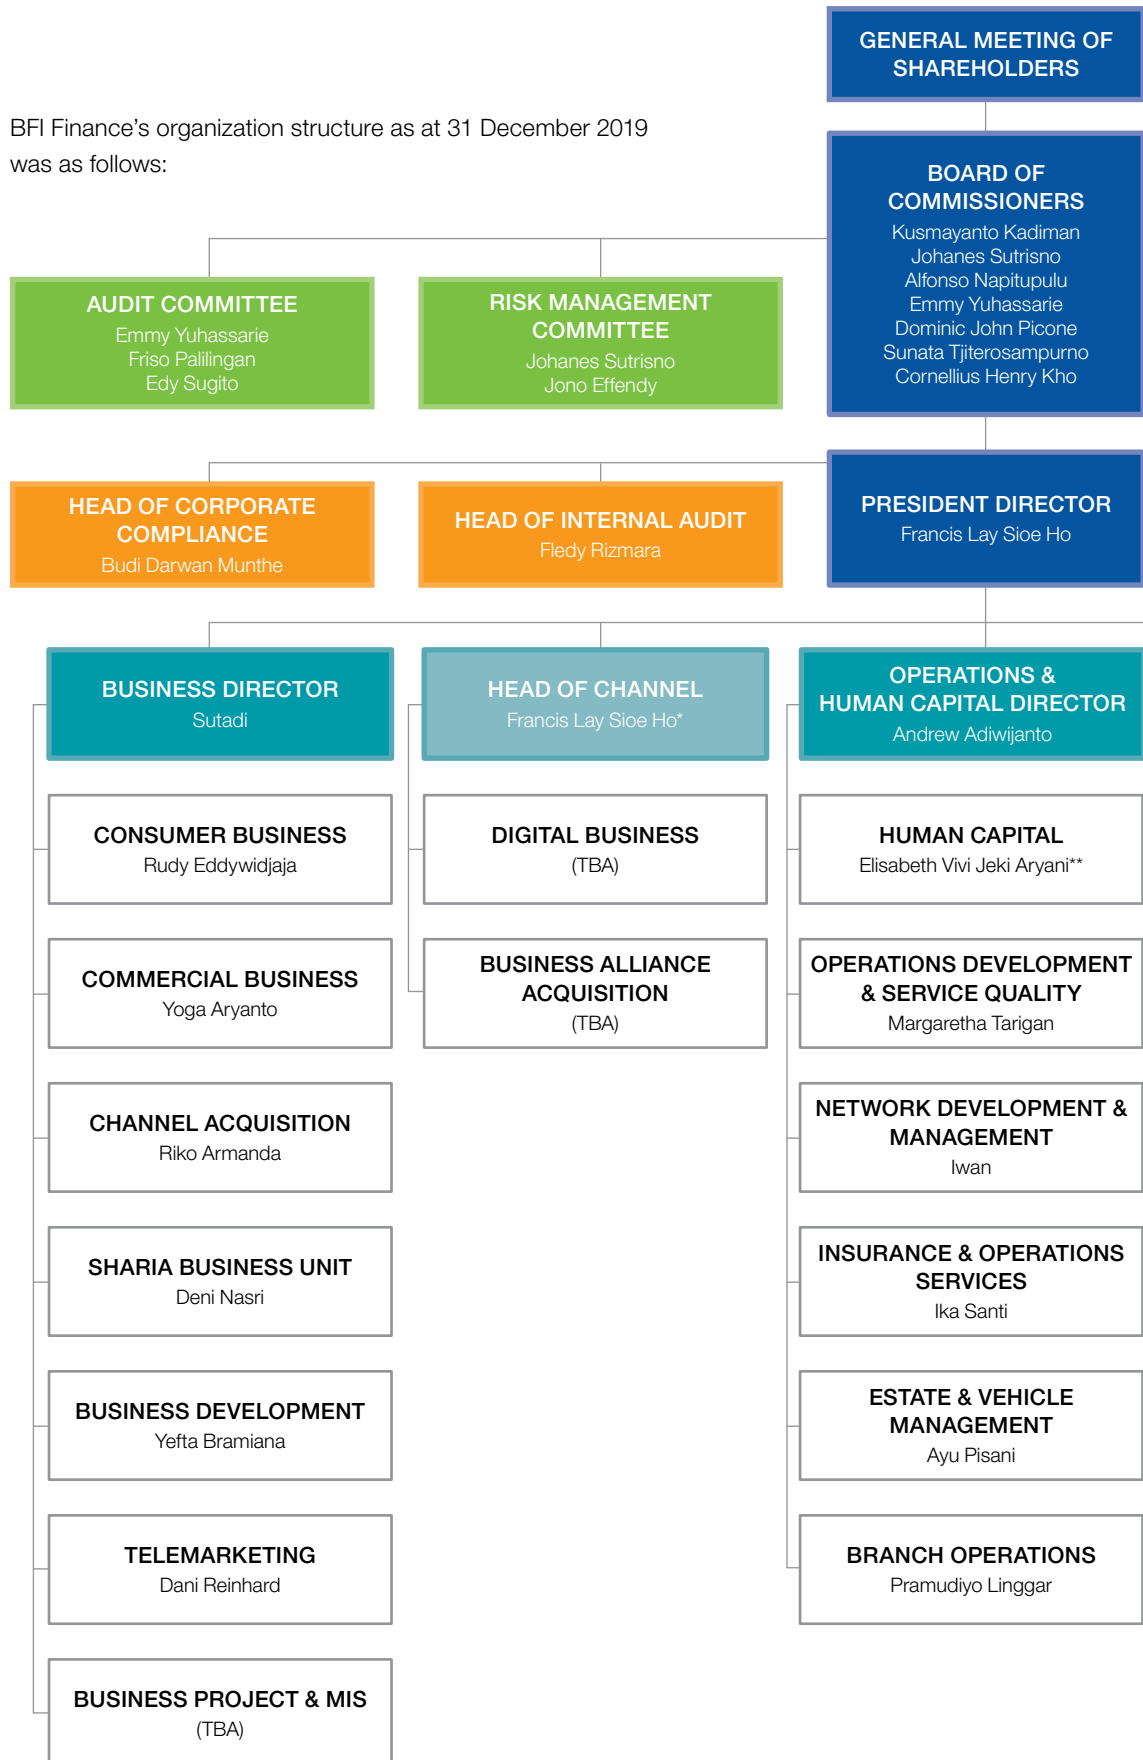 GENERAL MEETING OF
SHAREHOLDERS
BFI Finance’s organization structure as at 31 December 2019
was as follows:
BOARD OF
COMMISSIONERS
Kusmayanto Kadiman
Johanes Sutrisno
Alfonso Napitupulu
Emmy Yuhassarie
Dominic John Picone
Sunata Tjiterosampurno
Cornellius Henry Kho
AUDIT COMMITTEE
Emmy Yuhassarie
Friso Palilingan
Edy Sugito
RISK MANAGEMENT
COMMITTEE
Johanes Sutrisno
Jono Effendy
HEAD OF CORPORATE
COMPLIANCE
Budi Darwan Munthe
HEAD OF INTERNAL AUDIT
Fledy Rizmara
PRESIDENT DIRECTOR
Francis Lay Sioe Ho
BUSINESS DIRECTOR
Sutadi
HEAD OF CHANNEL
Francis Lay Sioe Ho*
OPERATIONS &
HUMAN CAPITAL DIRECTOR
Andrew Adiwijanto
CONSUMER BUSINESS
Rudy Eddywidjaja
DIGITAL BUSINESS
(TBA)
HUMAN CAPITAL
Elisabeth Vivi Jeki Aryani**
COMMERCIAL BUSINESS
Yoga Aryanto
BUSINESS ALLIANCE
ACQUISITION
(TBA)
OPERATIONS DEVELOPMENT
& SERVICE QUALITY
Margaretha Tarigan
CHANNEL ACQUISITION
Riko Armanda
NETWORK DEVELOPMENT &
MANAGEMENT
Iwan
SHARIA BUSINESS UNIT
Deni Nasri
INSURANCE & OPERATIONS
SERVICES
Ika Santi
BUSINESS DEVELOPMENT
Yefta Bramiana
ESTATE & VEHICLE
MANAGEMENT
Ayu Pisani
TELEMARKETING
Dani Reinhard
BRANCH OPERATIONS
Pramudiyo Linggar
BUSINESS PROJECT & MIS
(TBA)